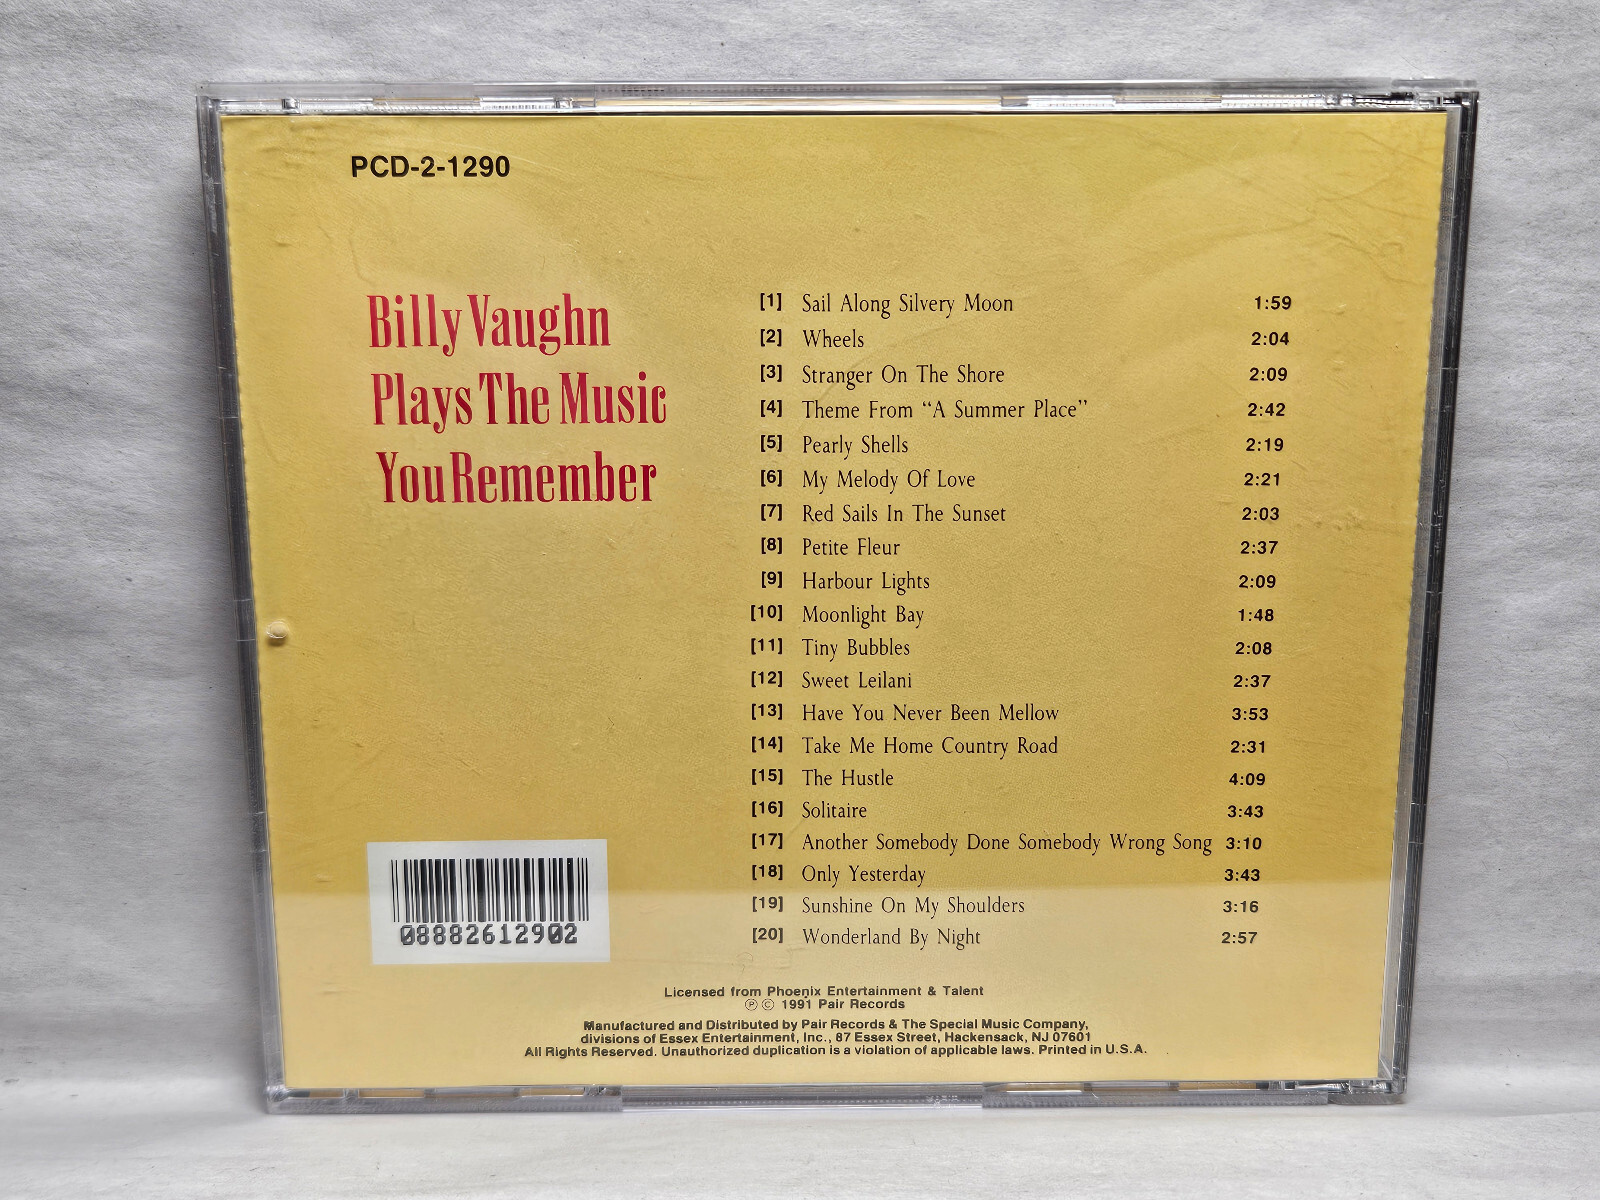 PCD-2-1290
Billy Vaughn
Plays The Music
You Remember
[1] Sail Along Silvery Moon 1:59
[2] Wheels 2:04
[3] Stranger On The Shore 2:09
[4] Theme From “A Summer Place” 2:42
[5] Pearly Shells 2:19
[6] My Melody Of Love 2:21
[7] Red Sails In The Sunset 2:03
[8] Petite Fleur 2:37
[9] Harbour Lights 2:09
[10] Moonlight Bay 1:48
[11] Tiny Bubbles 2:08
[12] Sweet Leilani 2:37
[13] Have You Never Been Mellow 3:53
[14] Take Me Home Country Road 2:31
[15] The Hustle 4:09
[16] Solitaire 3:43
[17] Another Somebody Done Somebody Wrong Song 3:10
[18] Only Yesterday 3:43
[19] Sunshine On My Shoulders 3:16
[20] Wonderland By Night 2:57
08882612902
Licensed from Phoenix Entertainment & Talent
Ⓟ © 1991 Pair Records
Manufactured and Distributed by Pair Records & The Special Music Company,
divisions of Essex Entertainment, Inc., 87 Essex Street, Hackensack, NJ 07601
All Rights Reserved. Unauthorized duplication is a violation of applicable laws. Printed in U.S.A.